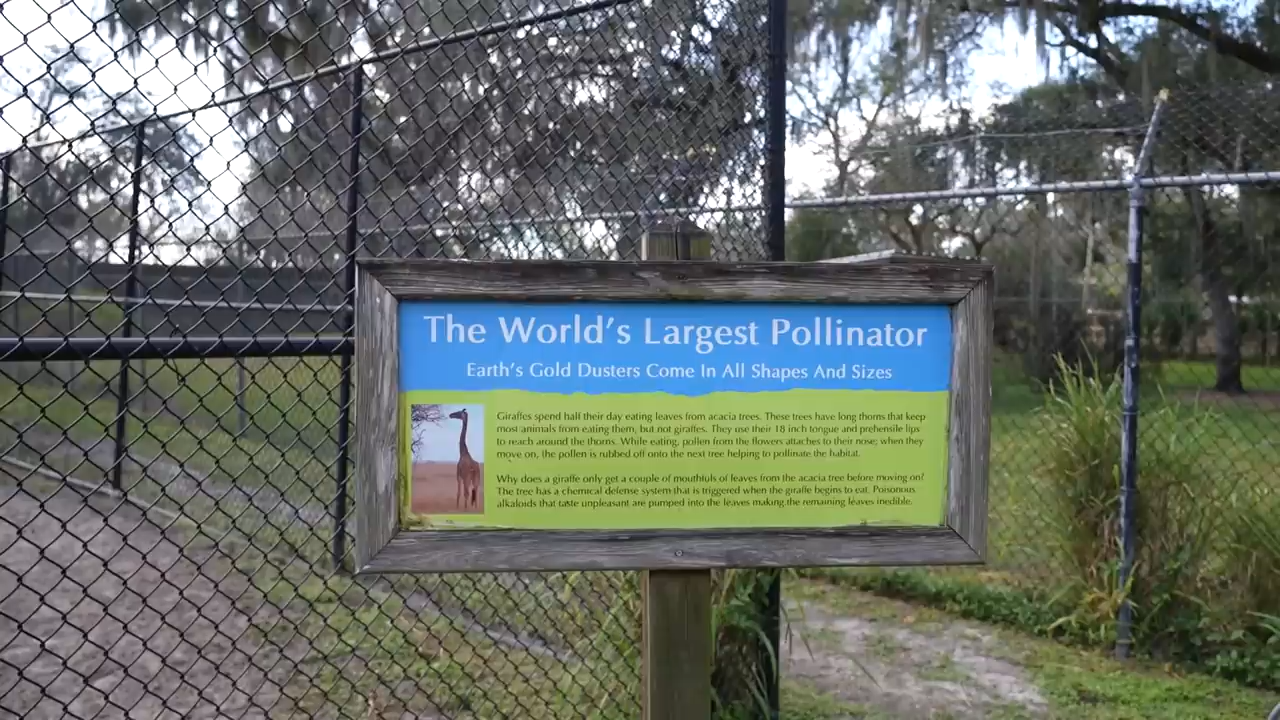 The World's Largest Pollinator
Earth's Gold Dusters Come In All Shapes And Sizes
Giraffes spend half their day eating leaves from acacia trees. These trees have long thorns that keep
most animals from eating them, but not giraffes. They use their 18 inch tongue and prehensile lips
to reach around the thorns. While eating, pollen from the flowers attaches to their nose; when they
move on, the pollen is rubbed off onto the next tree helping to pollinate the habitat.
Why does a giraffe only get a couple of mouthfuls of leaves from the acacia tree before moving on?
The tree has a chemical defense system that is triggered when the giraffe begins to eat. Poisonous
alkaloids that taste unpleasant are pumped into the leaves making the remaining leaves inedible.